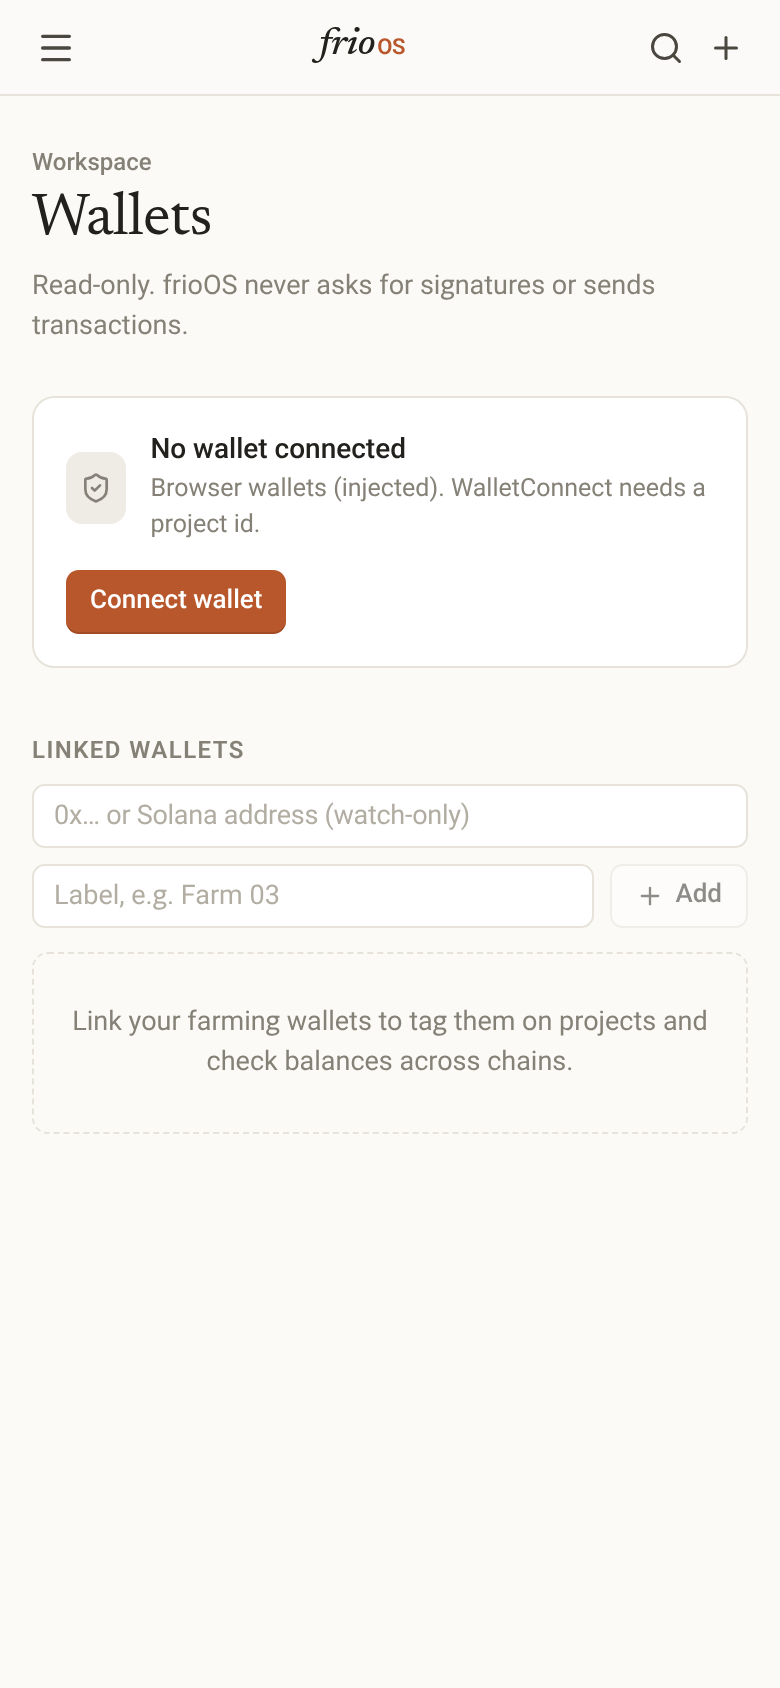 frioOS
Workspace
Wallets
Read-only. frioOS never asks for signatures or sends
transactions.
No wallet connected
Browser wallets (injected). WalletConnect needs a
project id.
Connect wallet
LINKED WALLETS
0x... or Solana address (watch-only)
Label, e.g. Farm 03
Add
Link your farming wallets to tag them on projects and
check balances across chains.